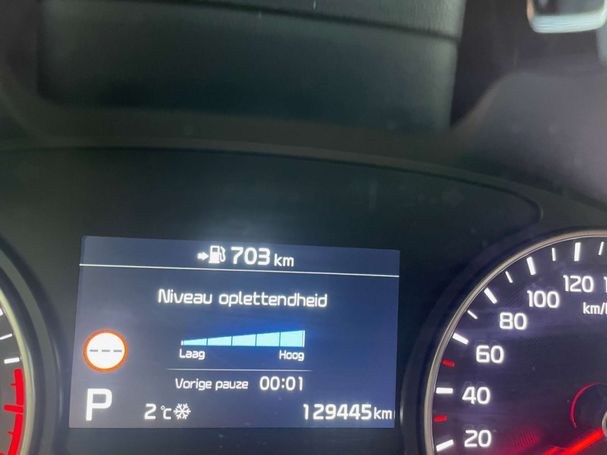 703 km
Niveau oplettendheid
Laag Hoog
Vorige pauze 00:01
P 2 °C 129445 km
20
40
60
80
100
120
km/